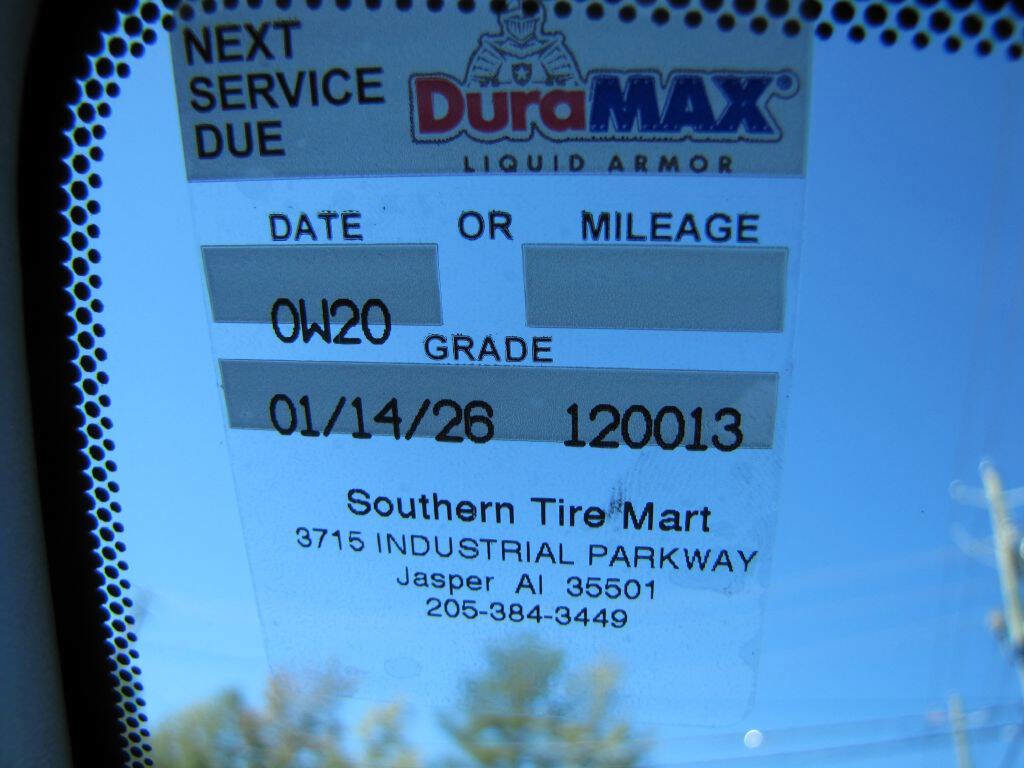 NEXT
SERVICE
DUE
DuraMAX®
LIQUID ARMOR
DATE OR MILEAGE
0W20
GRADE
01/14/26 120013
Southern Tire Mart
3715 INDUSTRIAL PARKWAY
Jasper Al 35501
205-384-3449